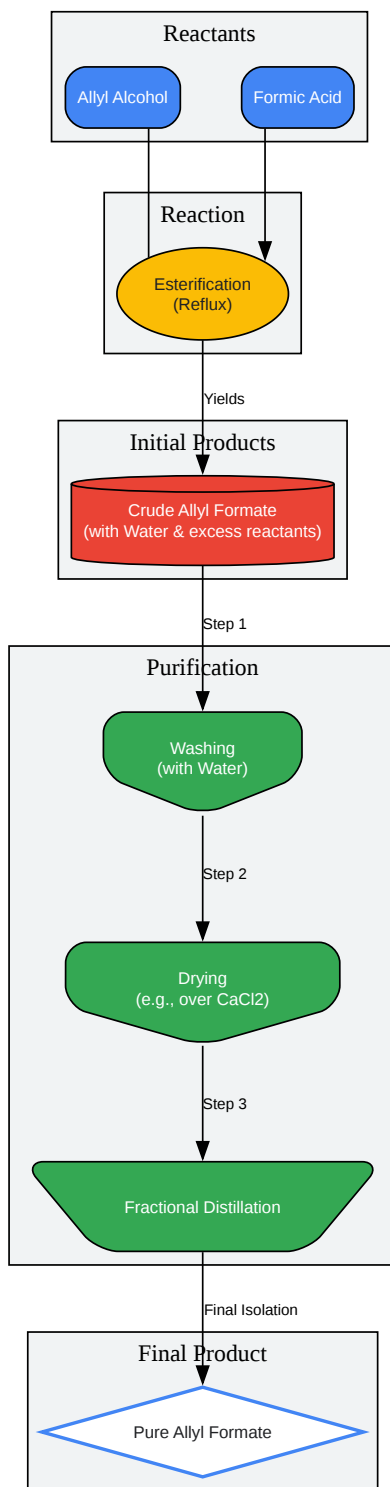 Reactants
Allyl Alcohol
Formic Acid
Reaction
Esterification
(Reflux)
Yields
Initial Products
Crude Allyl Formate
(with Water & excess reactants)
Step 1
Purification
Washing
(with Water)
Step 2
Drying
(e.g., over CaCl2)
Step 3
Fractional Distillation
Final Isolation
Final Product
Pure Allyl Formate